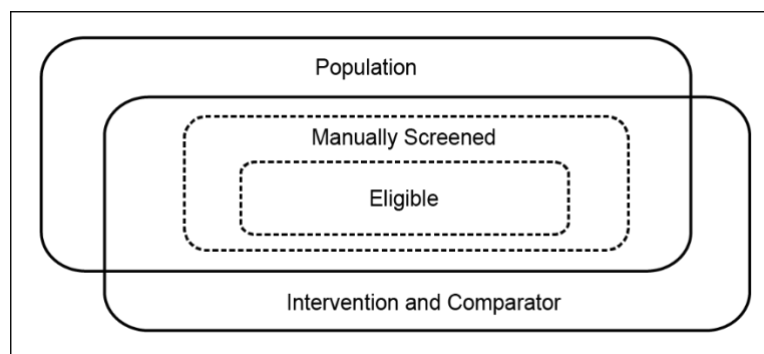 Population
Manually Screened
Eligible
Intervention and Comparator